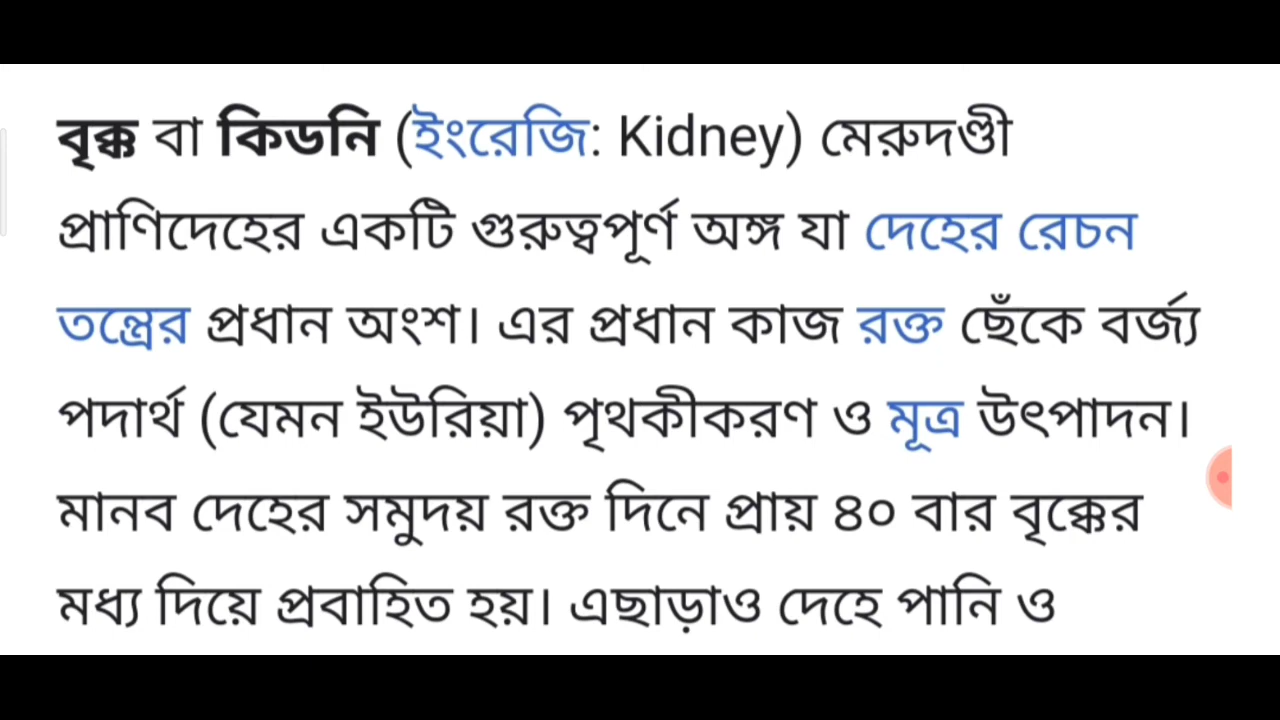 বৃক্ক বা কিডনি (ইংরেজি: Kidney) মেরুদণ্ডী
প্রাণিদেহের একটি গুরুত্বপূর্ণ অঙ্গ যা দেহের রেচন
তন্ত্রের প্রধান অংশ। এর প্রধান কাজ রক্ত ছেঁকে বর্জ্য
পদার্থ (যেমন ইউরিয়া) পৃথকীকরণ ও মূত্র উৎপাদন।
মানব দেহের সমুদয় রক্ত দিনে প্রায় ৪০ বার বৃক্কের
মধ্য দিয়ে প্রবাহিত হয়। এছাড়াও দেহে পানি ও